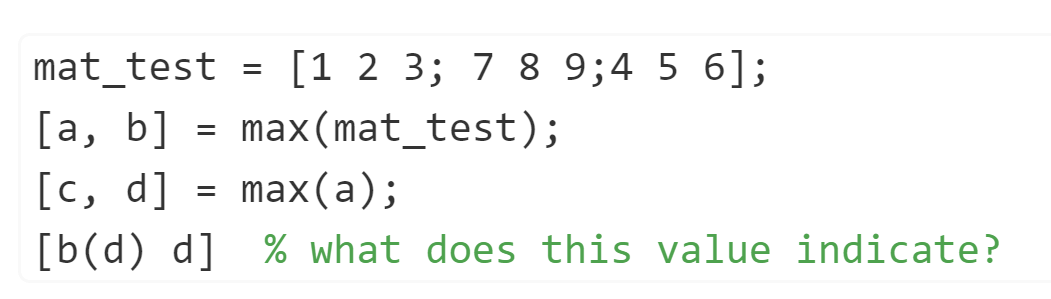 mat_test = [1 2 3; 7 8 9;4 5 6];
[a, b] = max(mat_test);
[c, d] = max(a);
[b(d) d]  % what does this value indicate?